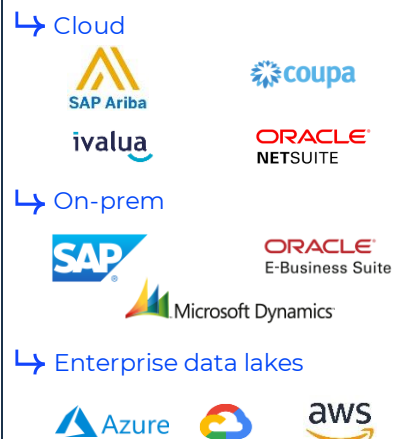 Cloud
SAP Ariba
coupa
ivalua
ORACLE
NETSUITE
On-prem
SAP
ORACLE
E-Business Suite
Microsoft Dynamics
Enterprise data lakes
Azure
aws